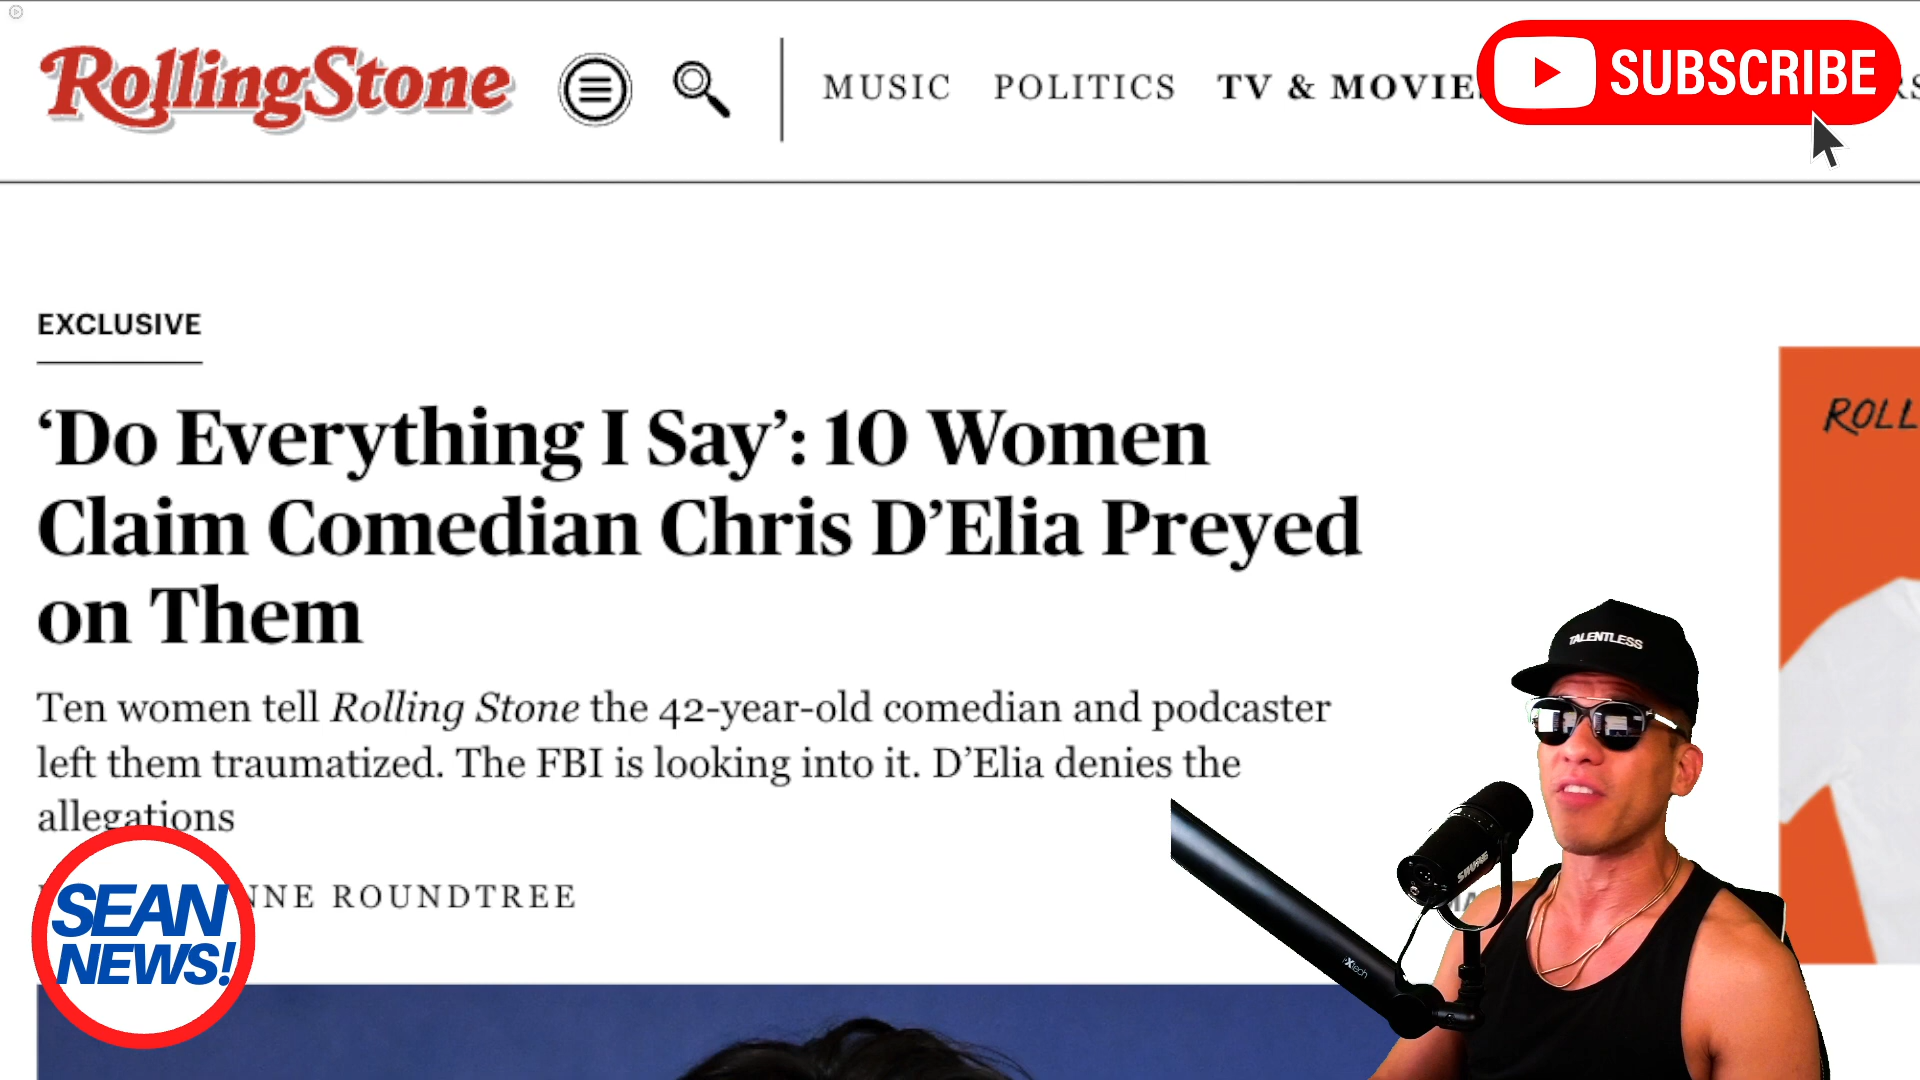 RollingStone
MUSIC POLITICS TV & MOVIE
SUBSCRIBE
EXCLUSIVE
‘Do Everything I Say’: 10 Women
Claim Comedian Chris D’Elia Preyed
on Them
ROLL
Ten women tell Rolling Stone the 42-year-old comedian and podcaster
left them traumatized. The FBI is looking into it. D’Elia denies the
allegations
ROUNDTREE
TALENTLESS
SHURE
SEAN
NEWS!